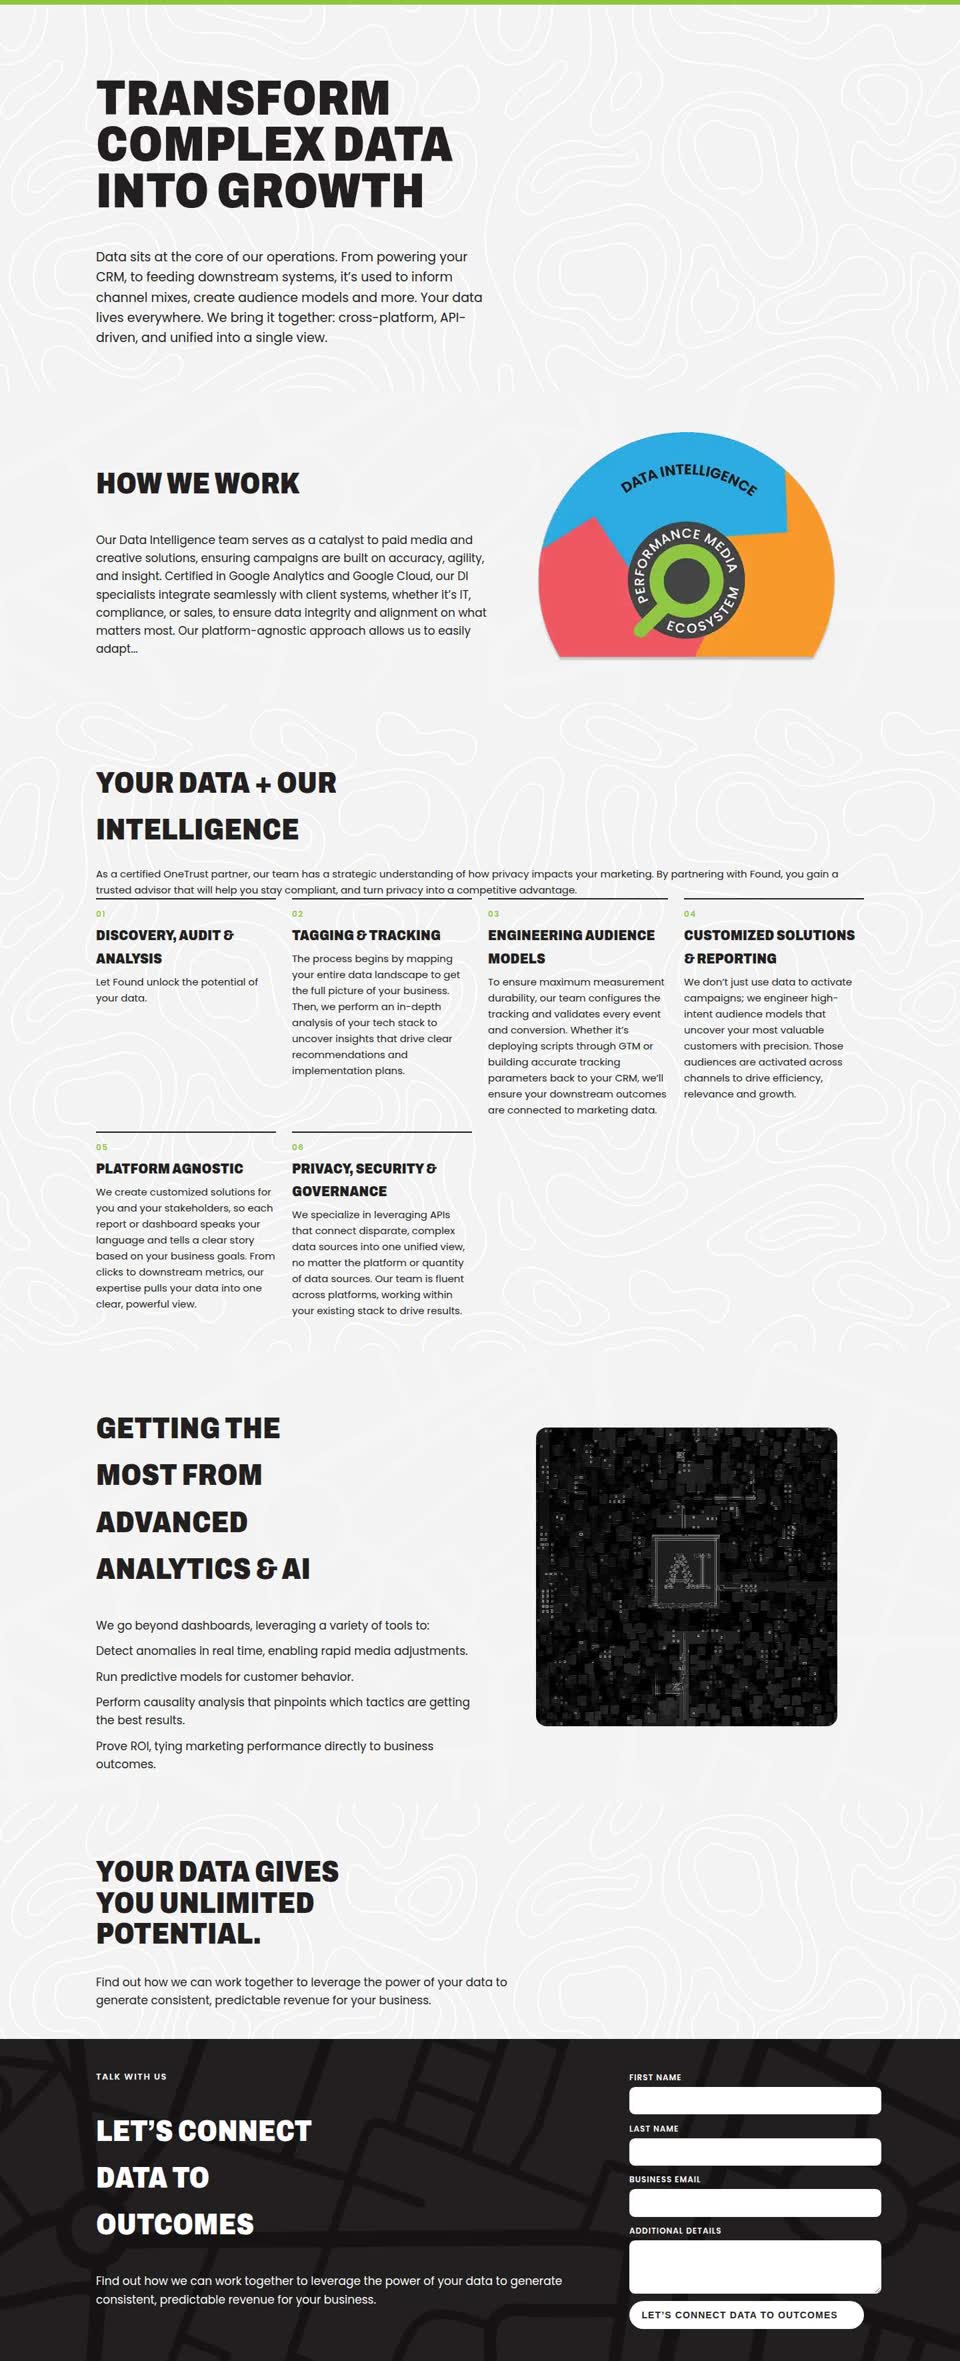 TRANSFORM
COMPLEX DATA
INTO GROWTH
Data sits at the core of our operations. From powering your
CRM, to feeding downstream systems, it’s used to inform
channel mixes, create audience models and more. Your data
lives everywhere. We bring it together: cross-platform, API-
driven, and unified into a single view.
HOW WE WORK
Our Data Intelligence team serves as a catalyst to paid media and
creative solutions, ensuring campaigns are built on accuracy, agility,
and insight. Certified in Google Analytics and Google Cloud, our DI
specialists integrate seamlessly with client systems, whether it’s IT,
compliance, or sales, to ensure data integrity and alignment on what
matters most. Our platform-agnostic approach allows us to easily
adapt…
DATA INTELLIGENCE
PERFORMANCE MEDIA
ECOSYSTEM
YOUR DATA + OUR
INTELLIGENCE
As a certified OneTrust partner, our team has a strategic understanding of how privacy impacts your marketing. By partnering with Found, you gain a
trusted advisor that will help you stay compliant, and turn privacy into a competitive advantage.
01
DISCOVERY, AUDIT &
ANALYSIS
Let Found unlock the potential of
your data.
02
TAGGING & TRACKING
The process begins by mapping
your entire data landscape to get
the full picture of your business.
Then, we perform an in-depth
analysis of your tech stack to
uncover insights that drive clear
recommendations and
implementation plans.
03
ENGINEERING AUDIENCE
MODELS
To ensure maximum measurement
durability, our team configures the
tracking and validates every event
and conversion. Whether it’s
deploying scripts through GTM or
building accurate tracking
parameters back to your CRM, we’ll
ensure your downstream outcomes
are connected to marketing data.
04
CUSTOMIZED SOLUTIONS
& REPORTING
We don’t just use data to activate
campaigns; we engineer high-
intent audience models that
uncover your most valuable
customers with precision. Those
audiences are activated across
channels to drive efficiency,
relevance and growth.
05
PLATFORM AGNOSTIC
We create customized solutions for
you and your stakeholders, so each
report or dashboard speaks your
language and tells a clear story
based on your business goals. From
clicks to downstream metrics, our
expertise pulls your data into one
clear, powerful view.
06
PRIVACY, SECURITY &
GOVERNANCE
We specialize in leveraging APIs
that connect disparate, complex
data sources into one unified view,
no matter the platform or quantity
of data sources. Our team is fluent
across platforms, working within
your existing stack to drive results.
GETTING THE
MOST FROM
ADVANCED
ANALYTICS & AI
We go beyond dashboards, leveraging a variety of tools to:
Detect anomalies in real time, enabling rapid media adjustments.
Run predictive models for customer behavior.
Perform causality analysis that pinpoints which tactics are getting
the best results.
Prove ROI, tying marketing performance directly to business
outcomes.
AI
YOUR DATA GIVES
YOU UNLIMITED
POTENTIAL.
Find out how we can work together to leverage the power of your data to
generate consistent, predictable revenue for your business.
TALK WITH US
LET’S CONNECT
DATA TO
OUTCOMES
Find out how we can work together to leverage the power of your data to generate
consistent, predictable revenue for your business.
FIRST NAME
LAST NAME
BUSINESS EMAIL
ADDITIONAL DETAILS
LET’S CONNECT DATA TO OUTCOMES